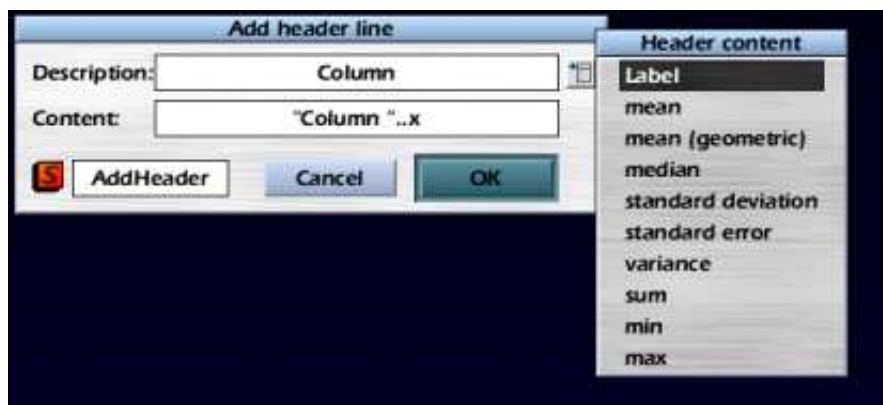 Add header line
Description: Column
Content: "Column "..x
S AddHeader Cancel OK
Header content
Label
mean
mean (geometric)
median
standard deviation
standard error
variance
sum
min
max